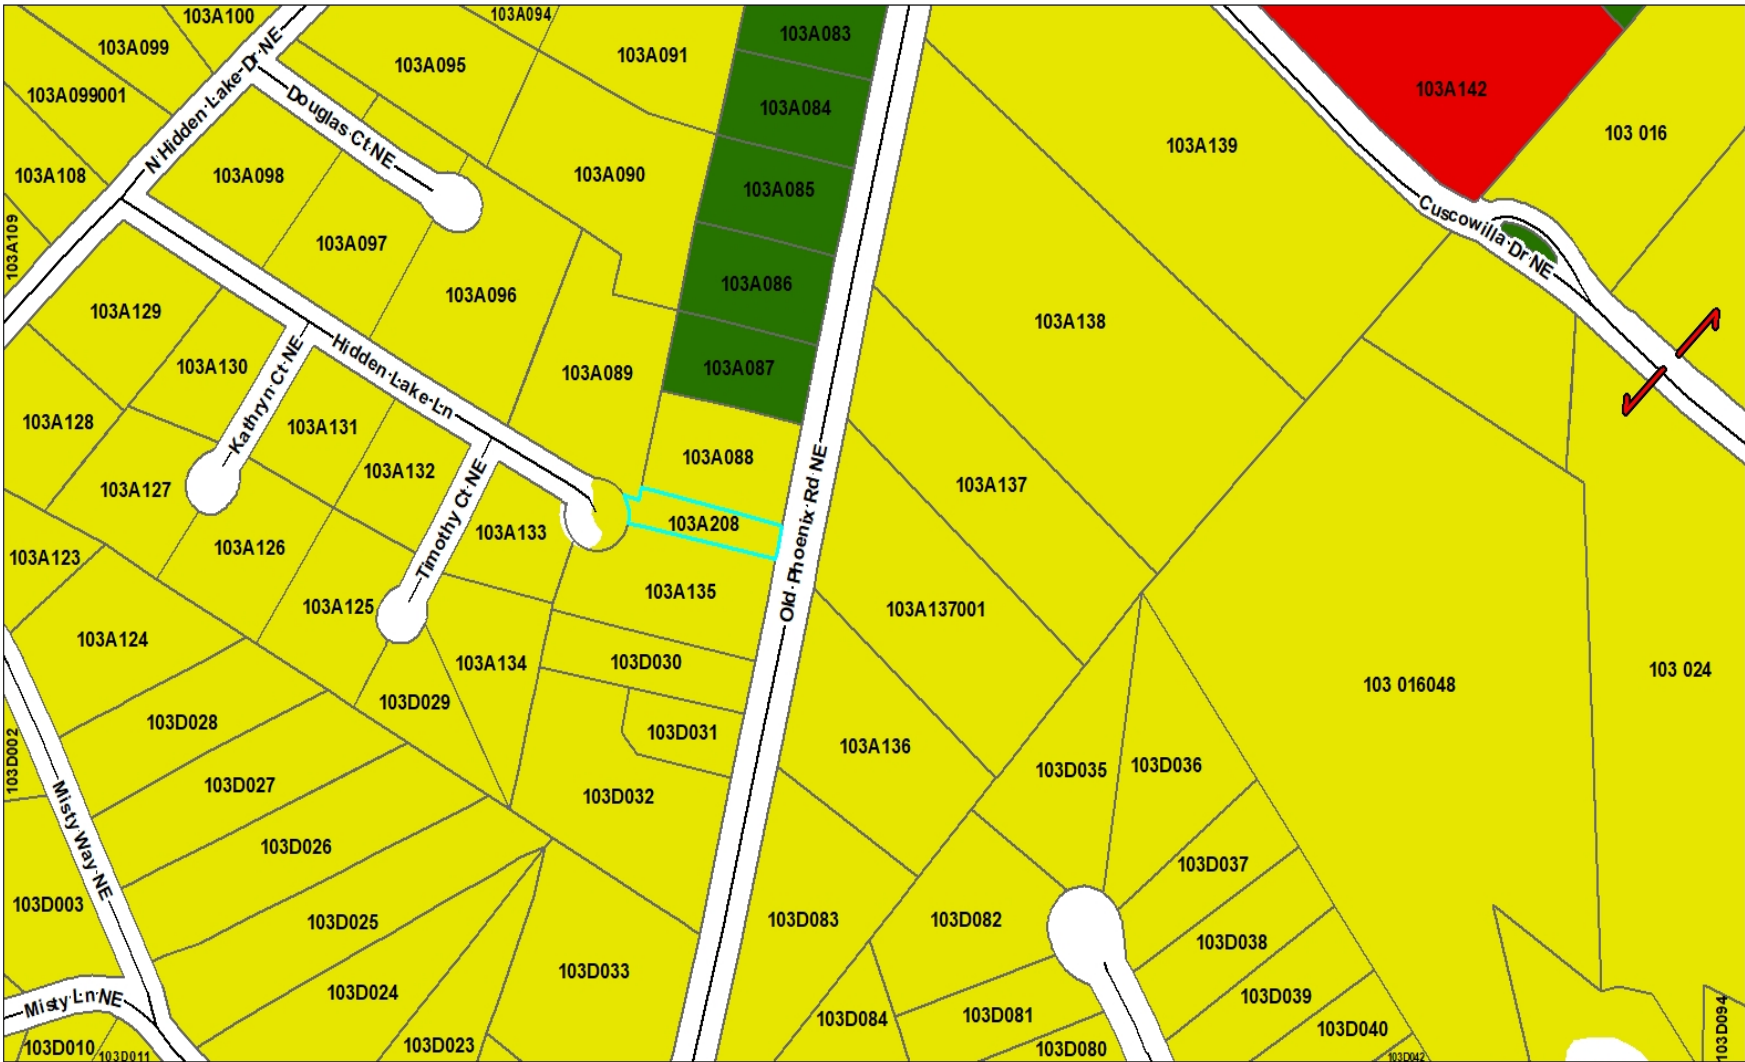 103A100
103A094
103A083
103A099
103A095
103A091
103A142
103A099001
103A084
103 016
103A139
N Hidden Lake Dr NE
Douglas Ct NE
103A108
103A098
103A090
103A085
103A109
103A097
Cuscowilla Dr NE
103A096
103A086
103A129
103A138
103A130
Hidden Lake Ln
103A089
103A087
Kathryn Ct NE
103A128
103A131
103A132
103A088
103A127
103A137
Timothy Ct NE
103A133
103A208
Old Phoenix Rd NE
103A123
103A126
103A125
103A135
103A137001
103A124
103A134
103D030
103 016048
103 024
103D029
103D028
103D031
103A136
103D002
103D027
103D032
103D035
103D036
Misty Way NE
103D026
103D037
103D003
103D025
103D033
103D083
103D082
103D038
103D024
103D039
Misty Ln NE
103D084
103D081
103D040
103D094
103D010
103D011
103D023
103D080
103D042